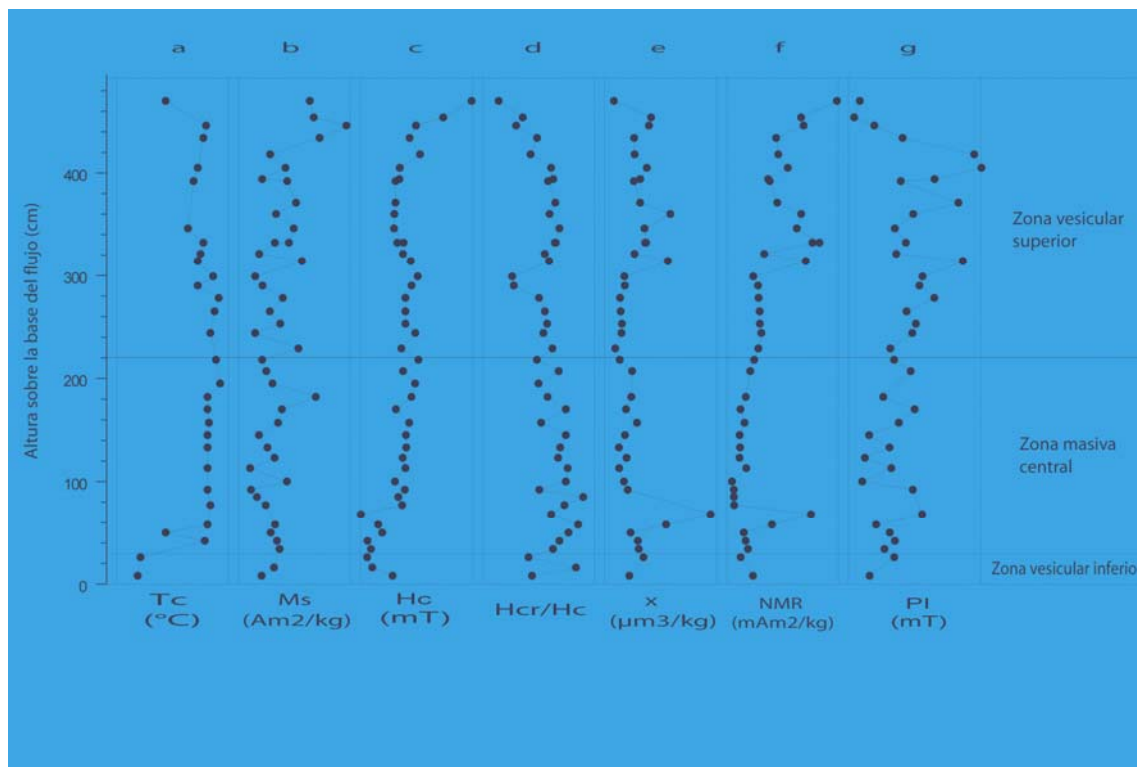 a b c d e f g
Altura sobre la base del flujo (cm)
400
300
200
100
0
Zona vesicular
superior
Zona masiva
central
Zona vesicular inferio
Tc
(ºC)
Ms
(Am2/kg)
Hc
(mT)
Hcr/Hc
X
(µm3/kg)
NMR
(mAm2/kg)
PI
(mT)